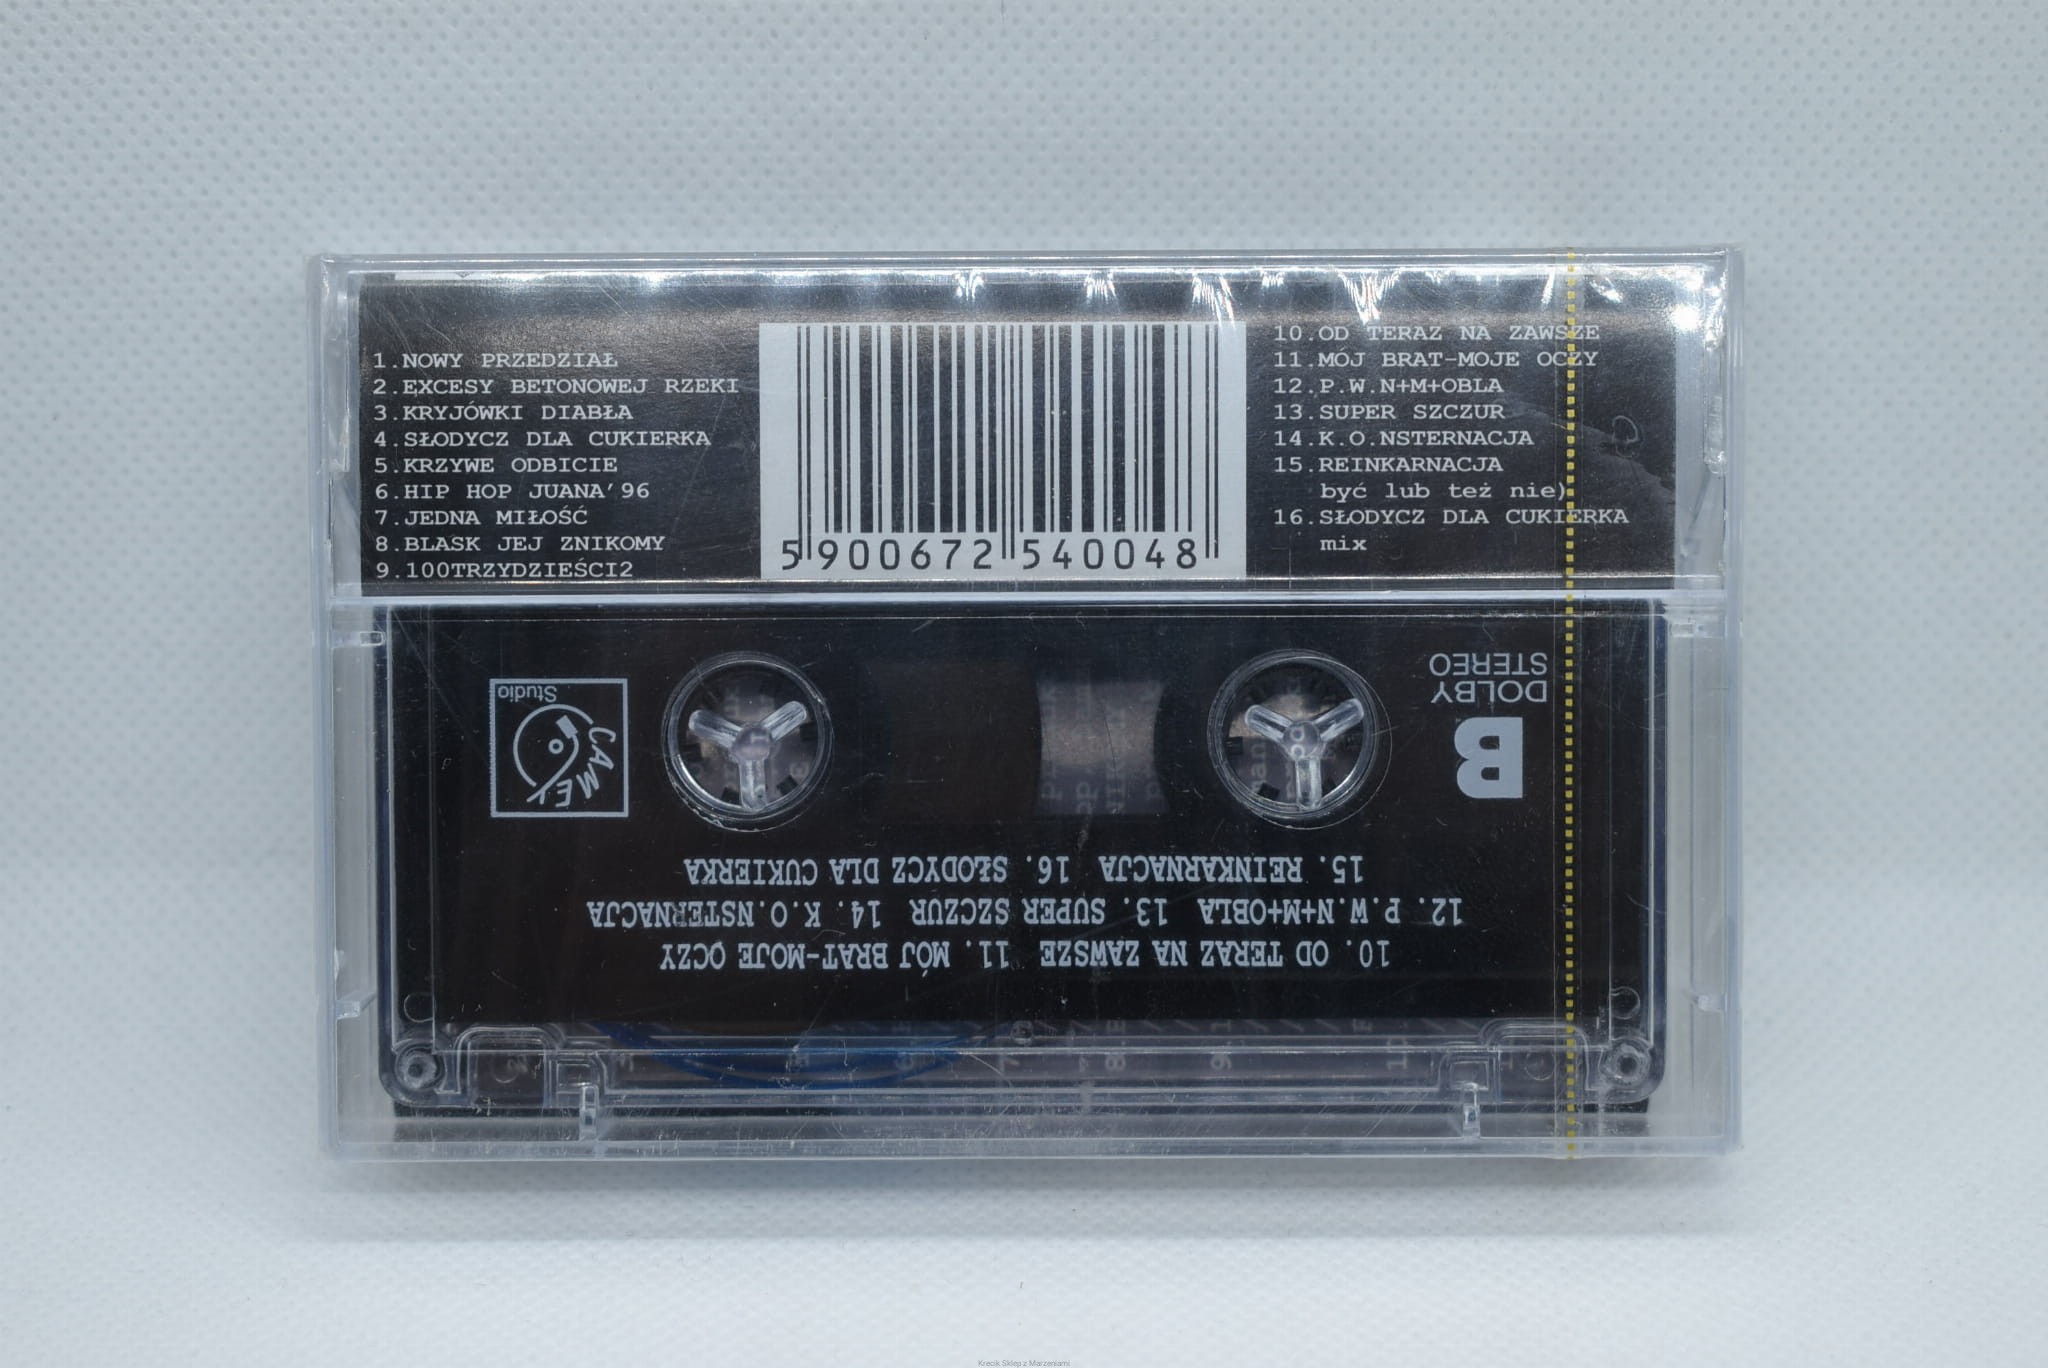 1.NOWY PRZEDZIAŁ
2.EXCESY BETONOWEJ RZEKI
3.KRYJÓWKI DIABŁA
4.SŁODYCZ DLA CUKIERKA
5.KRZYWE ODBICIE
6.HIP HOP JUANA'96
7.JEDNA MIŁOŚĆ
8.BLASK JEJ ZNIKOMY
9.100TRZYDZIEŚCI2
5 900672 540048
10.OD TERAZ NA ZAWSZE
11.MÓJ BRAT-MOJE OCZY
12.P.W.N+M+OBLA
13.SUPER SZCZUR
14.K.O.NSTERNACJA
15.REINKARNACJA
być lub też nie)
16.SŁODYCZ DLA CUKIERKA
mix
10. OD TERAZ NA ZAWSZE 11. MÓJ BRAT-MOJE OCZY
12. P.W.N+M+OBLA 13. SUPER SZCZUR 14. K.O.NSTERNACJA
15. REINKARNACJA 16. SŁODYCZ DLA CUKIERKA
B
DOLBY
STEREO
CAMEY
Studio
Krecik Sklep z Marzeniami